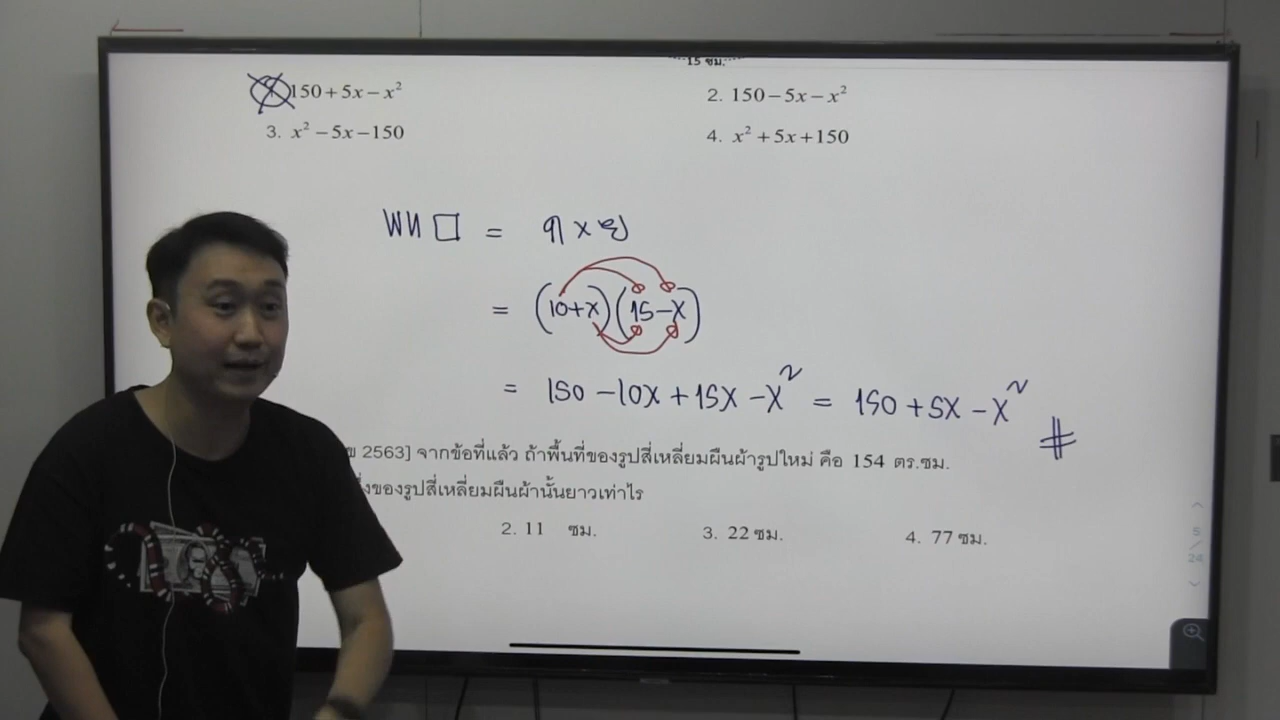 15 ซม.
150+5x−x²
2. 150−5x−x²
3. x²−5x−150
4. x²+5x+150
พท □ = ก × ย
= (10+x)(15−x)
= 150 −10x + 15x − x² = 150 + 5x − x² #
2563] จากข้อที่แล้ว ถ้าพื้นที่ของรูปสี่เหลี่ยมผืนผ้ารูปใหม่ คือ 154 ตร.ซม.
ของรูปสี่เหลี่ยมผืนผ้านั้นยาวเท่าไร
2. 11 ซม.
3. 22 ซม.
4. 77 ซม.
5
/
24